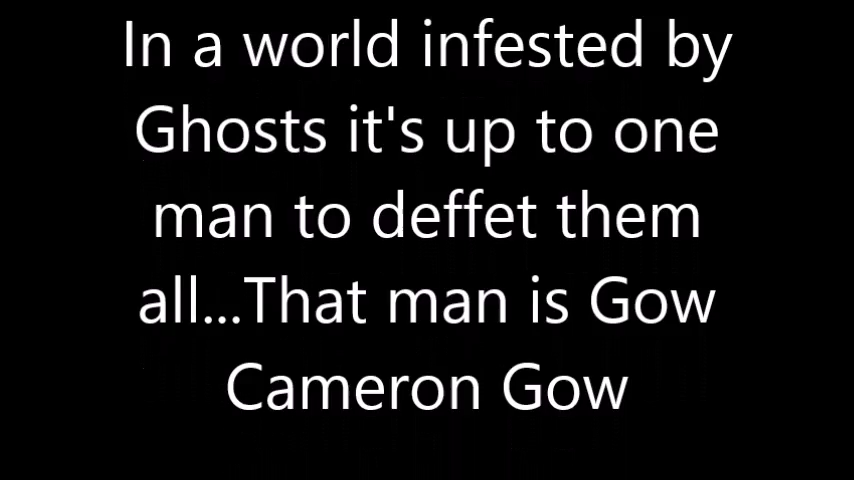 In a world infested by
Ghosts it's up to one
man to deffet them
all...That man is Gow
Cameron Gow